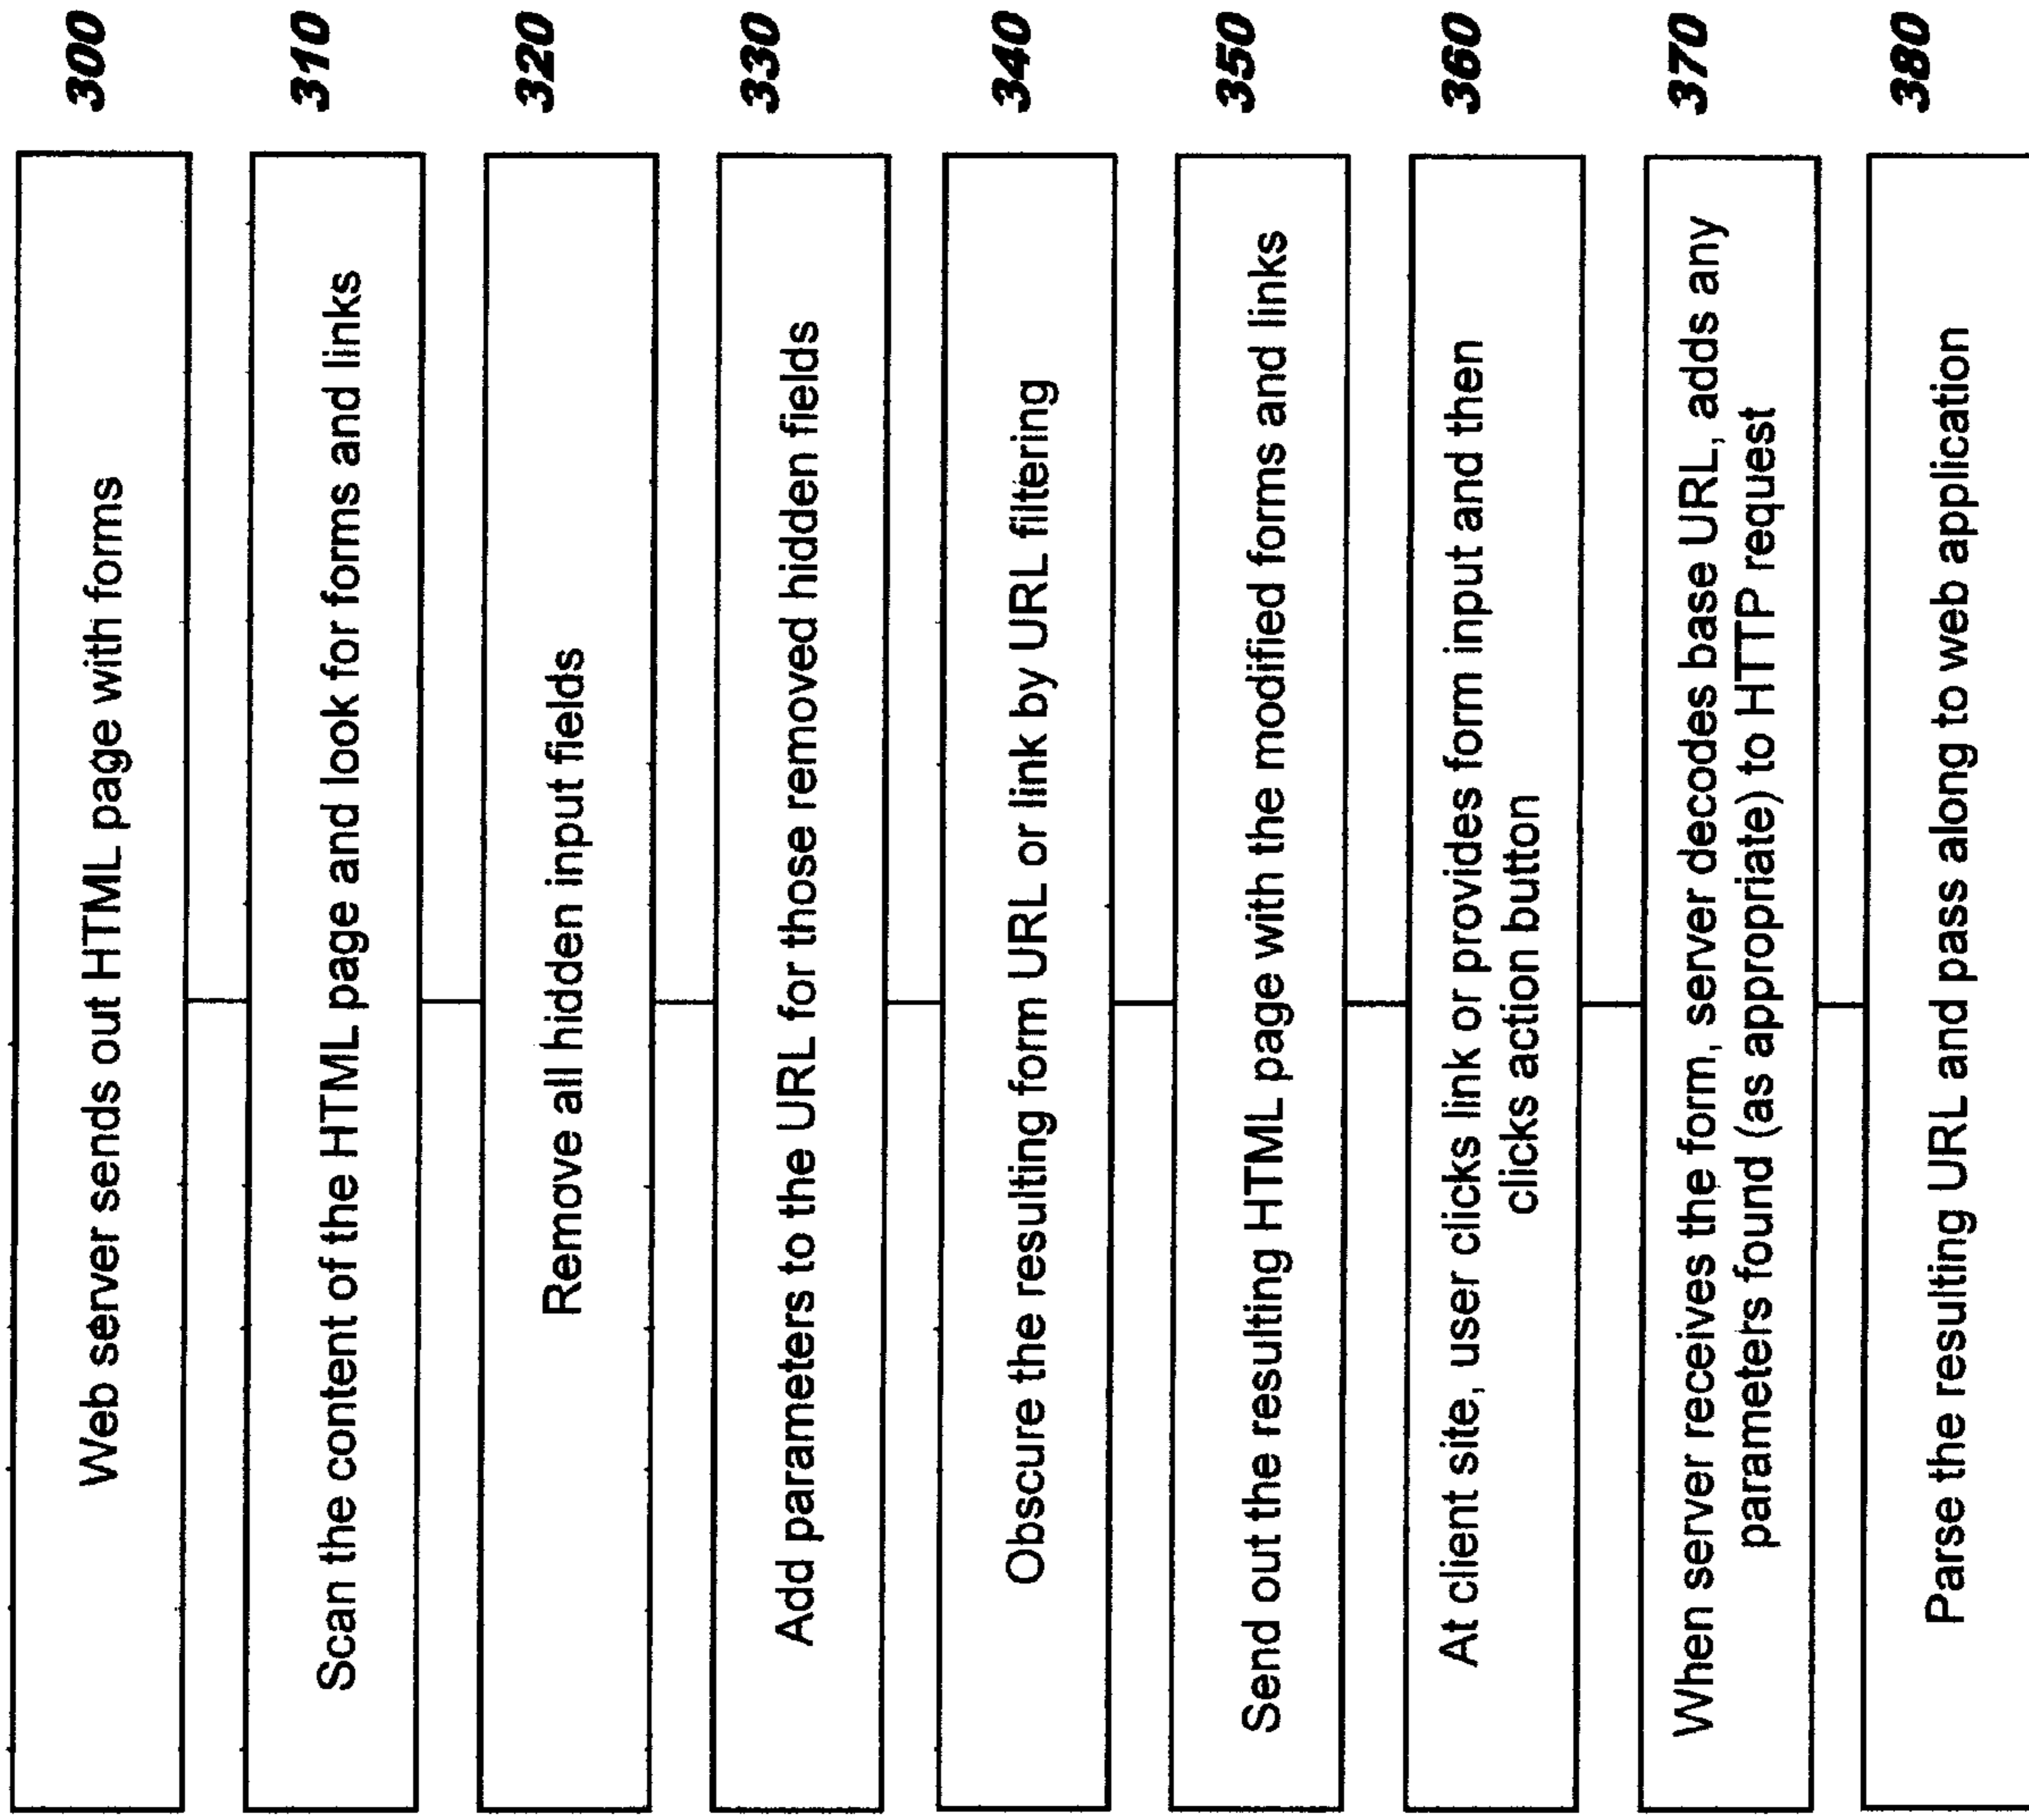 Web server sends out HTML page with forms
300
Scan the content of the HTML page and look for forms and links
310
Remove all hidden input fields
320
Add parameters to the URL for those removed hidden fields
330
Obscure the resulting form URL or link by URL filtering
340
Send out the resulting HTML page with the modified forms and links
350
At client site, user clicks link or provides form input and then
clicks action button
360
When server receives the form, server decodes base URL, adds any
parameters found (as appropriate) to HTTP request
370
Parse the resulting URL and pass along to web application
380